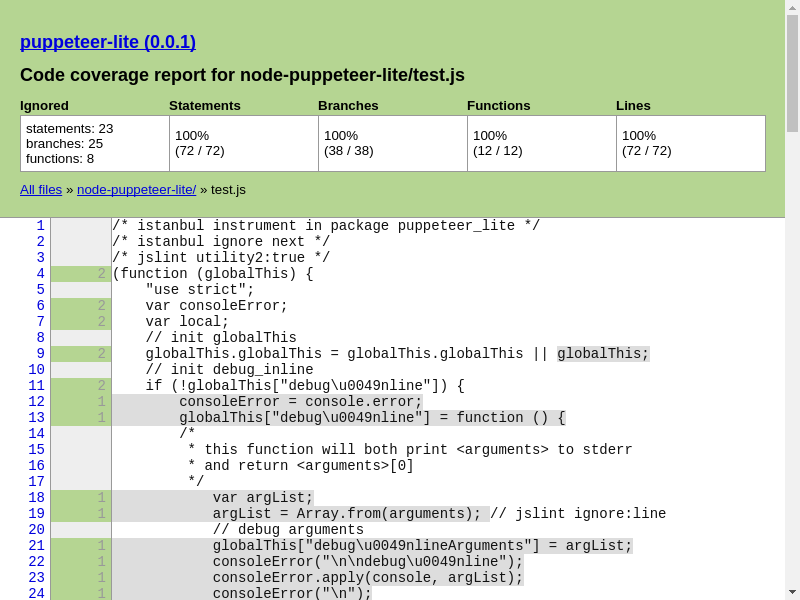 puppeteer-lite (0.0.1)
Code coverage report for node-puppeteer-lite/test.js
Ignored Statements Branches Functions Lines
statements: 23
branches: 25
functions: 8
100% 100% 100% 100%
(72 / 72) (38 / 38) (12 / 12) (72 / 72)
All files » node-puppeteer-lite/ » test.js
1 /* istanbul instrument in package puppeteer_lite */
2 /* istanbul ignore next */
3 /* jslint utility2:true */
4 2 (function (globalThis) {
5     "use strict";
6 2     var consoleError;
7 2     var local;
8     // init globalThis
9 2     globalThis.globalThis = globalThis.globalThis || globalThis;
10     // init debug_inline
11 2     if (!globalThis["debug\u0049nline"]) {
12 1         consoleError = console.error;
13 1         globalThis["debug\u0049nline"] = function () {
14         /*
15          * this function will both print <arguments> to stderr
16          * and return <arguments>[0]
17          */
18 1             var argList;
19 1             argList = Array.from(arguments); // jslint ignore:line
20             // debug arguments
21 1             globalThis["debug\u0049nlineArguments"] = argList;
22 1             consoleError("\n\ndebug\u0049nline");
23 1             consoleError.apply(console, argList);
24 1             consoleError("\n");